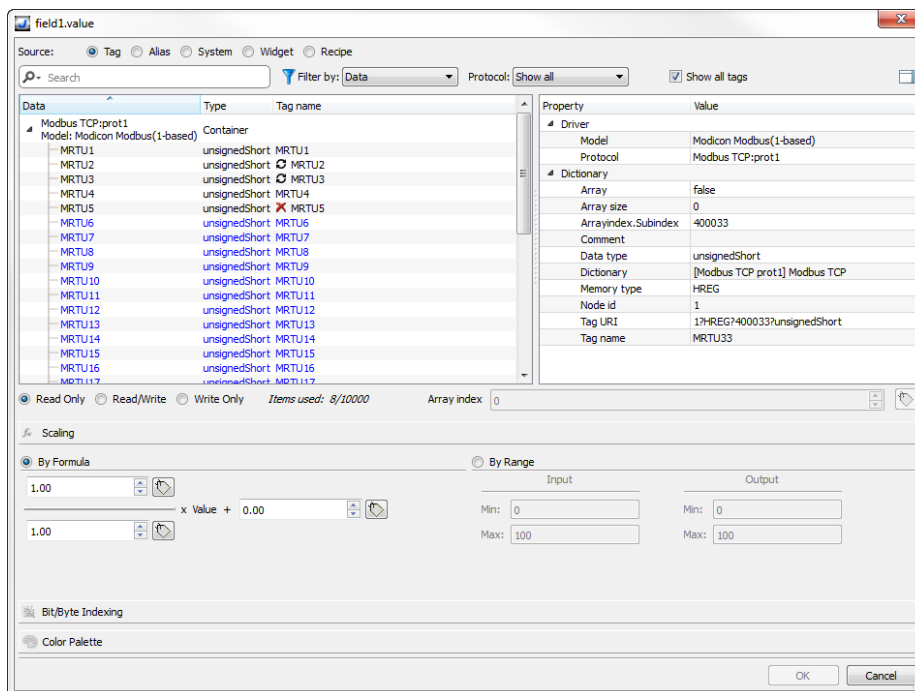 field1.value
Source: Tag Alias System Widget Recipe
Search Filter by: Data Protocol: Show all Show all tags
Data Type Tag name
Modbus TCP:prot1
Model: Modicon Modbus(1-based) Container
MRTU1 unsignedShort MRTU1
MRTU2 unsignedShort MRTU2
MRTU3 unsignedShort MRTU3
MRTU4 unsignedShort MRTU4
MRTU5 unsignedShort MRTU5
MRTU6 unsignedShort MRTU6
MRTU7 unsignedShort MRTU7
MRTU8 unsignedShort MRTU8
MRTU9 unsignedShort MRTU9
MRTU10 unsignedShort MRTU10
MRTU11 unsignedShort MRTU11
MRTU12 unsignedShort MRTU12
MRTU13 unsignedShort MRTU13
MRTU14 unsignedShort MRTU14
MRTU15 unsignedShort MRTU15
MRTU16 unsignedShort MRTU16
MRTU17 unsignedShort MRTU17
Property Value
Driver
Model Modicon Modbus(1-based)
Protocol Modbus TCP:prot1
Dictionary
Array false
Array size 0
Arrayindex.Subindex 400033
Comment
Data type unsignedShort
Dictionary [Modbus TCP prot1] Modbus TCP
Memory type HREG
Node id 1
Tag URI 1?HREG?400033?unsignedShort
Tag name MRTU33
Read Only Read/Write Write Only Items used: 8/10000 Array index 0
Scaling
By Formula
1.00
x Value + 0.00
1.00
By Range
Input Output
Min: 0 Min: 0
Max: 100 Max: 100
Bit/Byte Indexing
Color Palette
OK Cancel